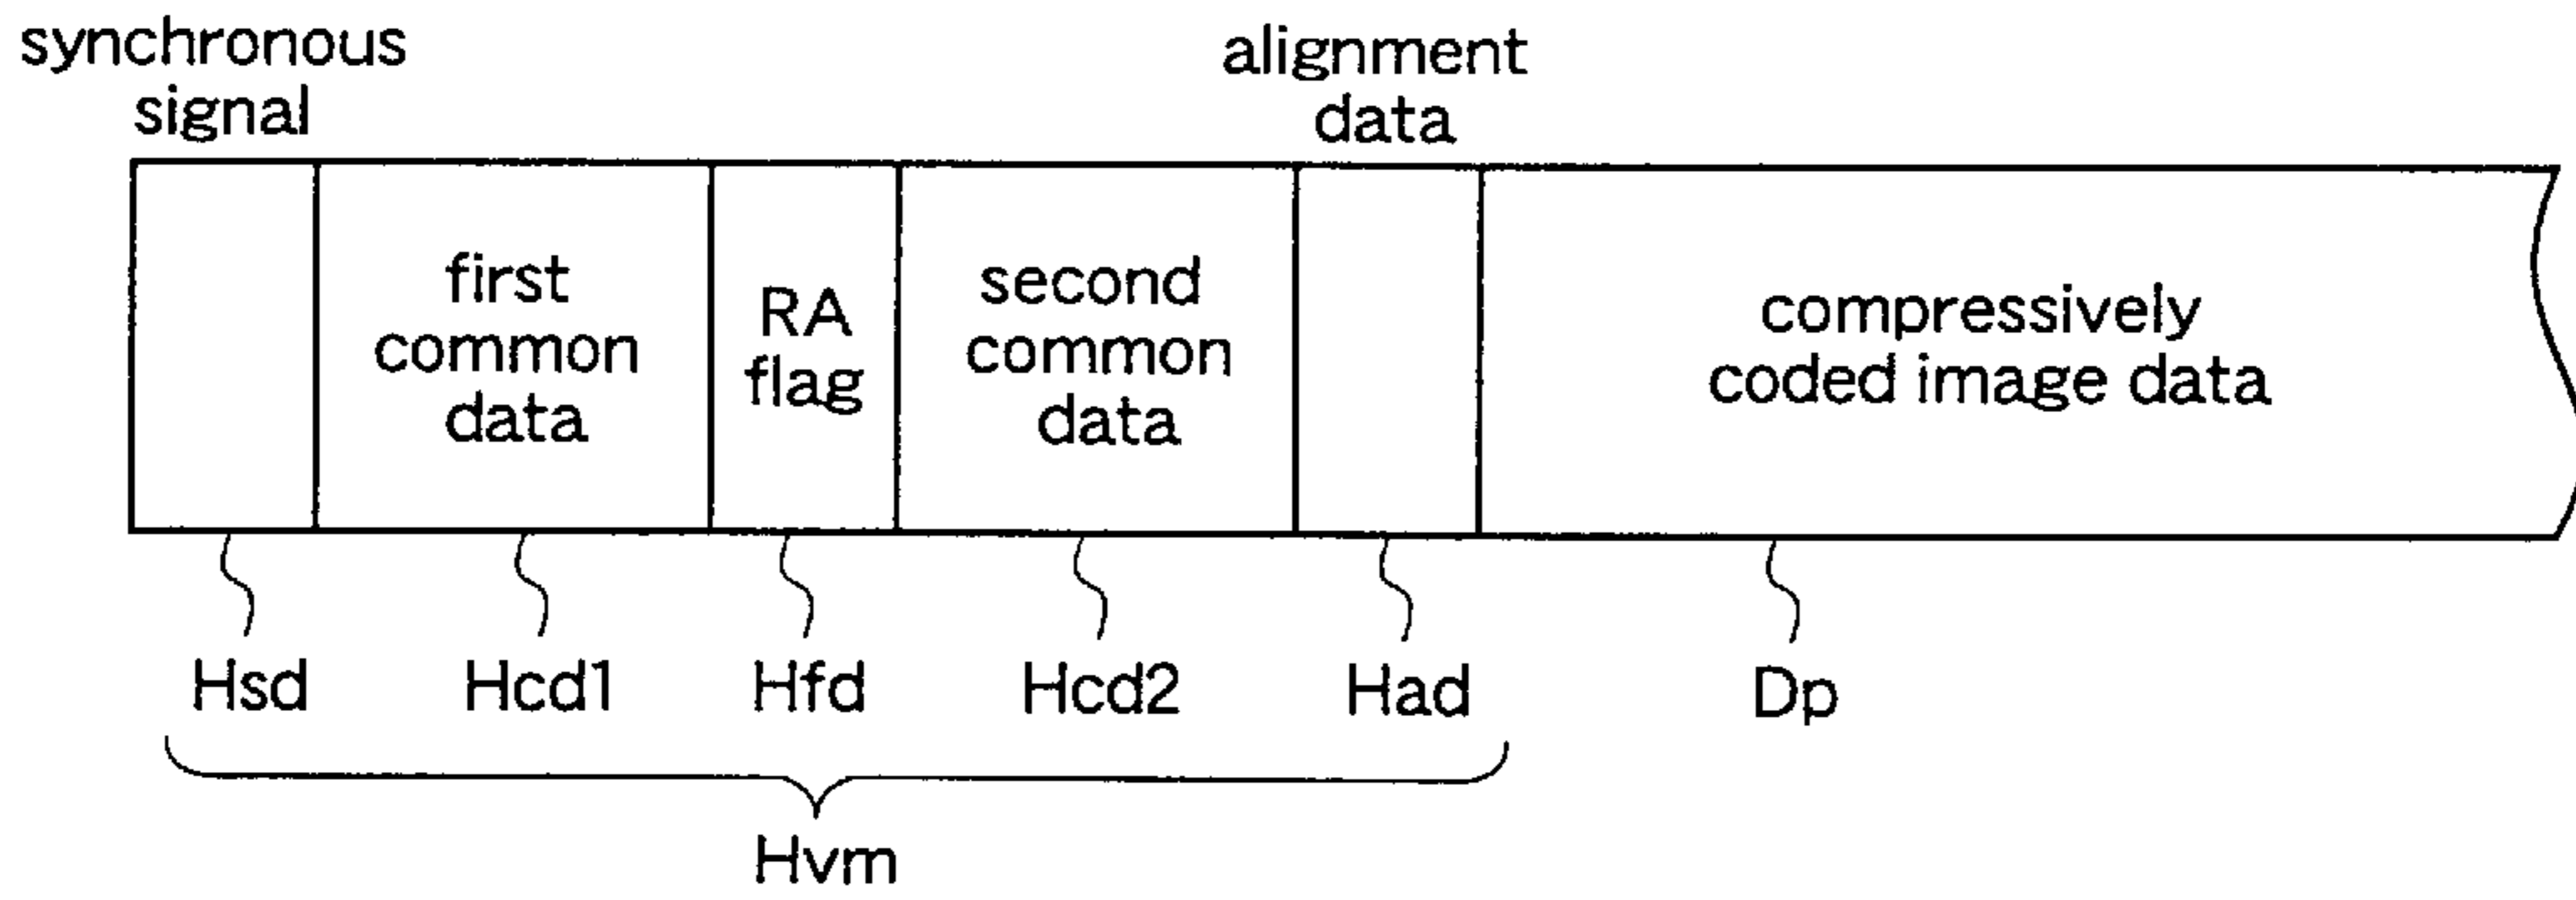 synchronous
signal
alignment
data
first
common
data
RA
flag
second
common
data
compressively
coded image data
Hsd
Hcd1
Hfd
Hcd2
Had
Dp
Hvm